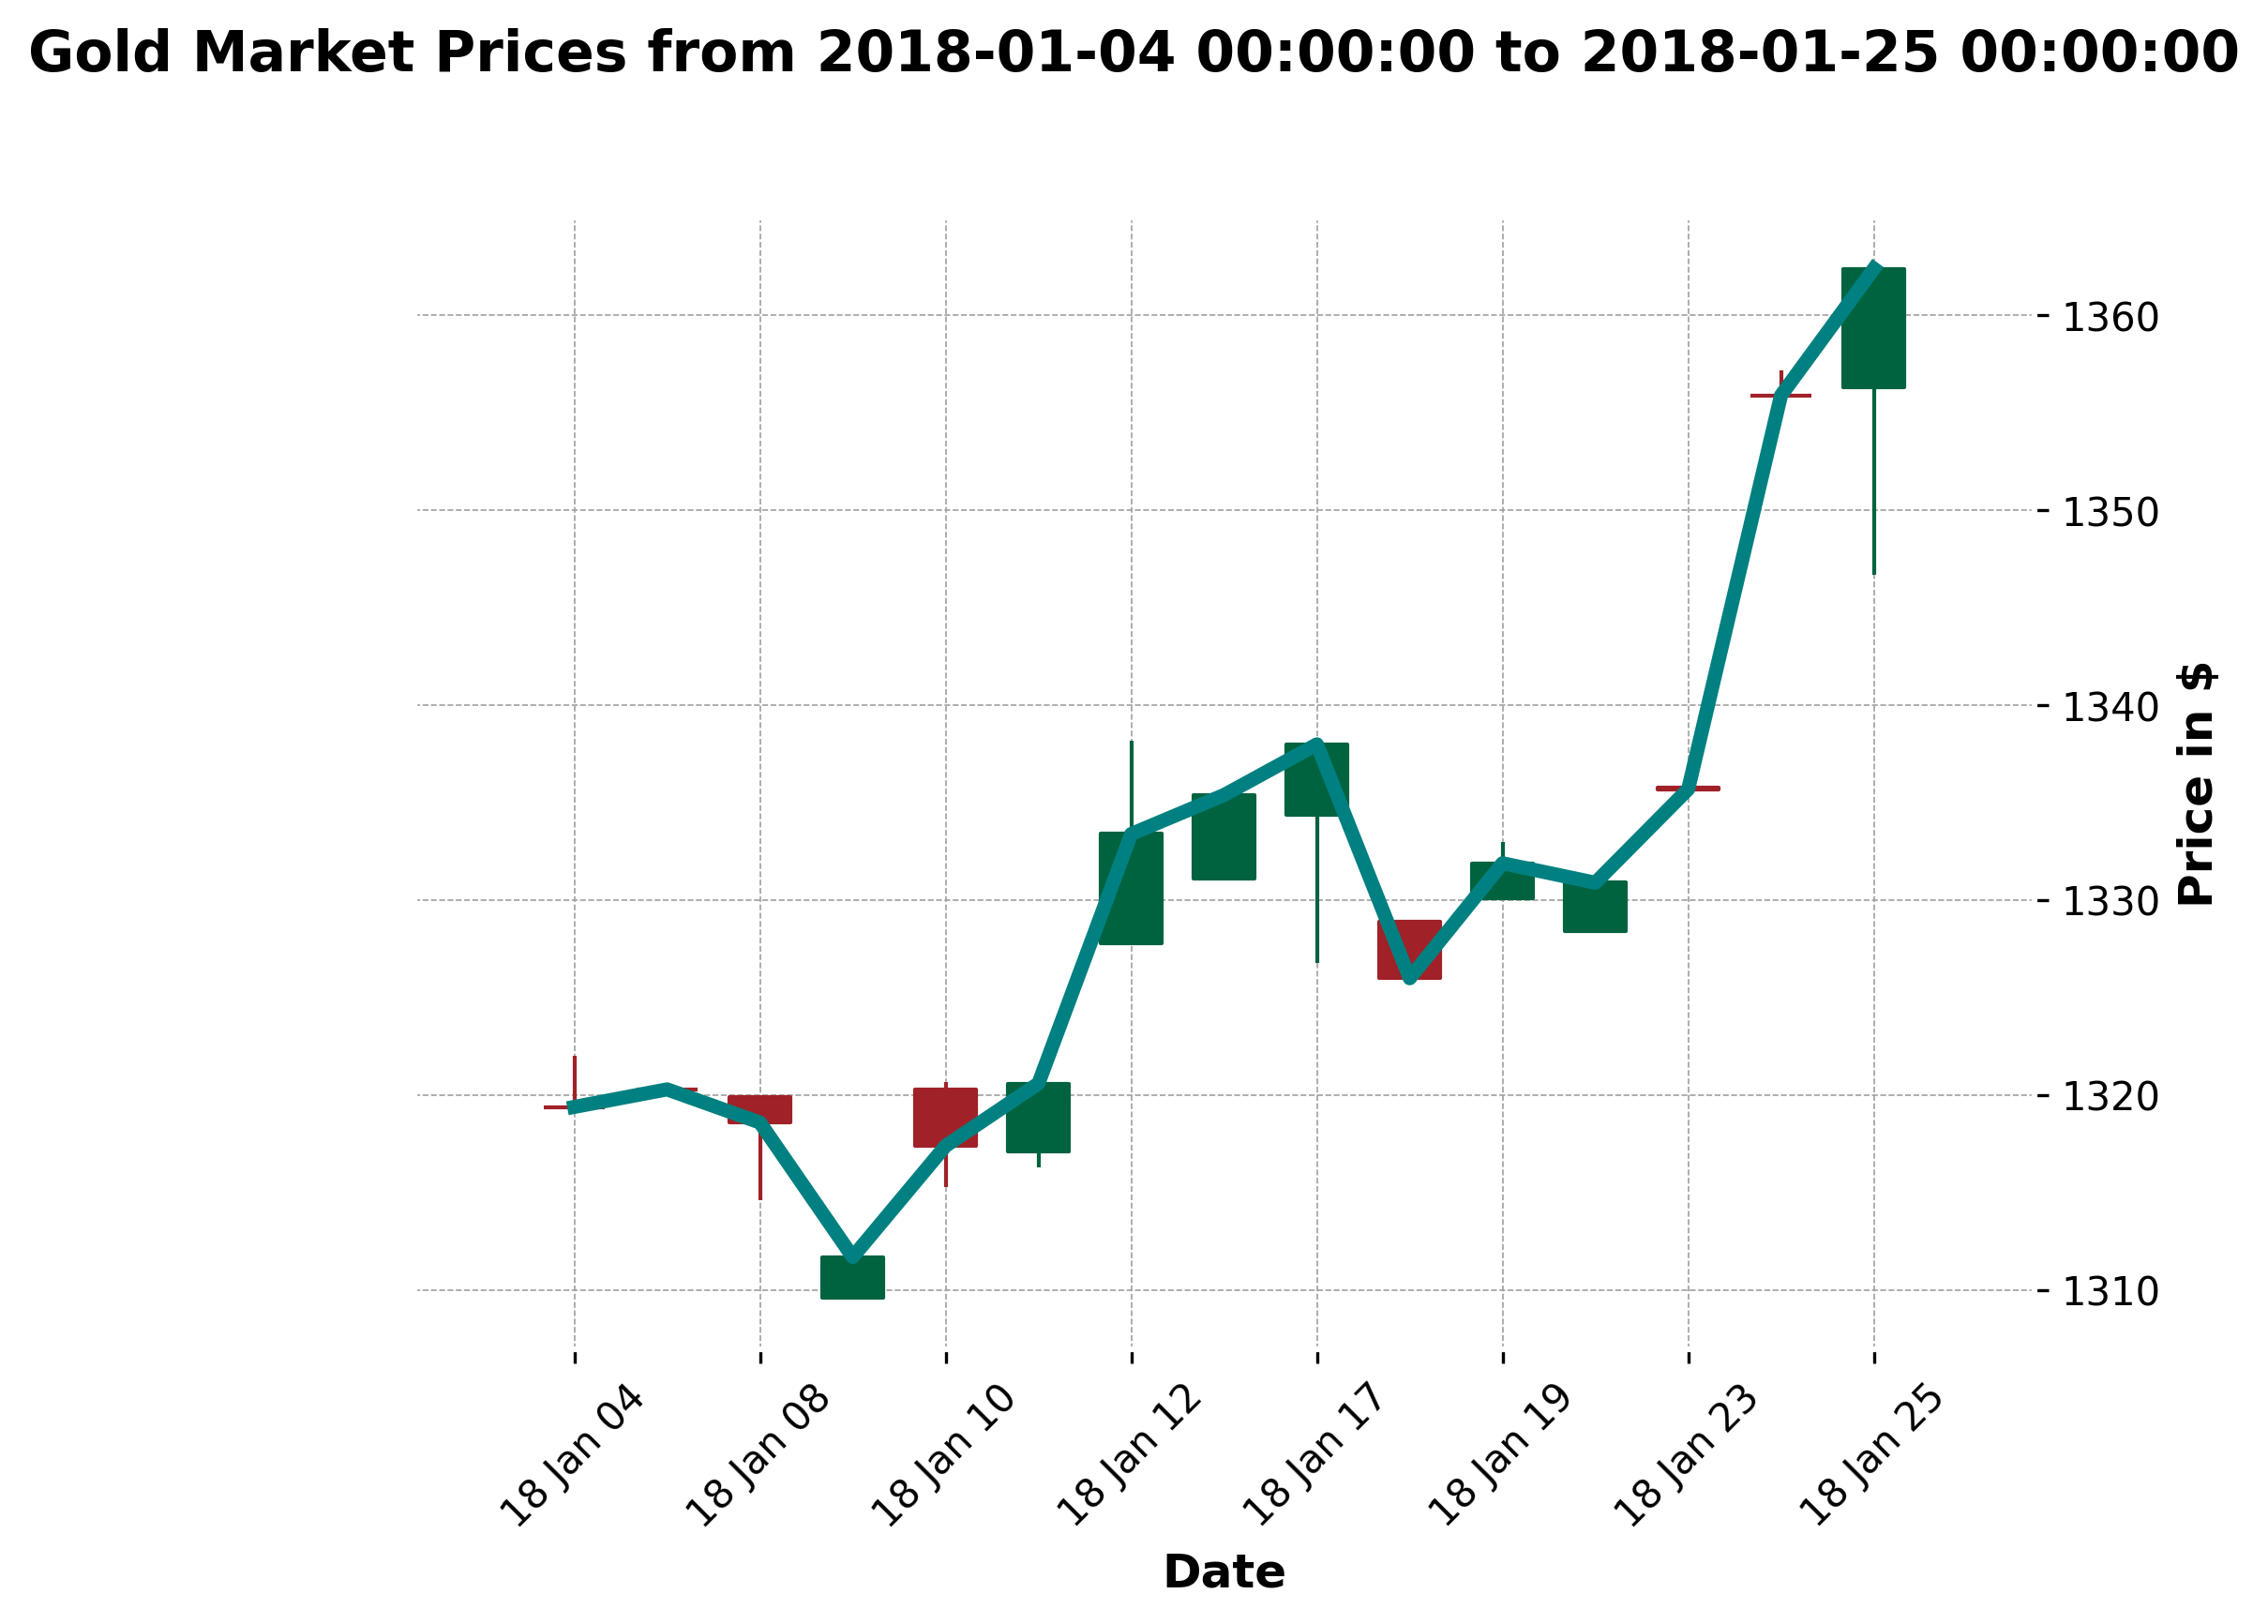 Gold Market Prices from 2018-01-04 00:00:00 to 2018-01-25 00:00:00
1360
1350
1340
1330
1320
1310
Price in $
18 Jan 04
18 Jan 08
18 Jan 10
18 Jan 12
18 Jan 17
18 Jan 19
18 Jan 23
18 Jan 25
Date